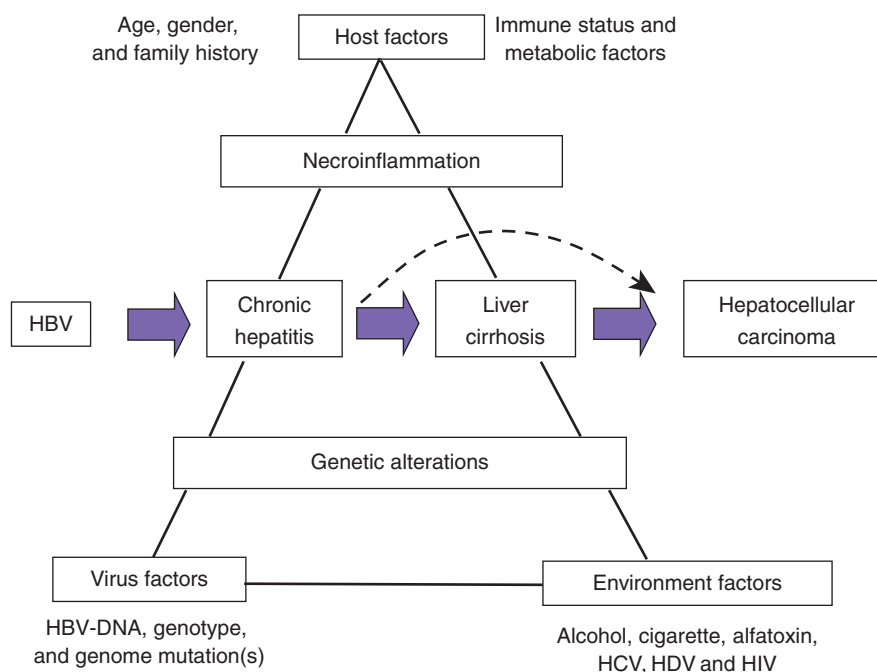 Age, gender,
and family history
Host factors
Immune status and
metabolic factors
Necroinflammation
HBV
Chronic
hepatitis
Liver
cirrhosis
Hepatocellular
carcinoma
Genetic alterations
Virus factors
Environment factors
HBV-DNA, genotype,
and genome mutation(s)
Alcohol, cigarette, alfatoxin,
HCV, HDV and HIV